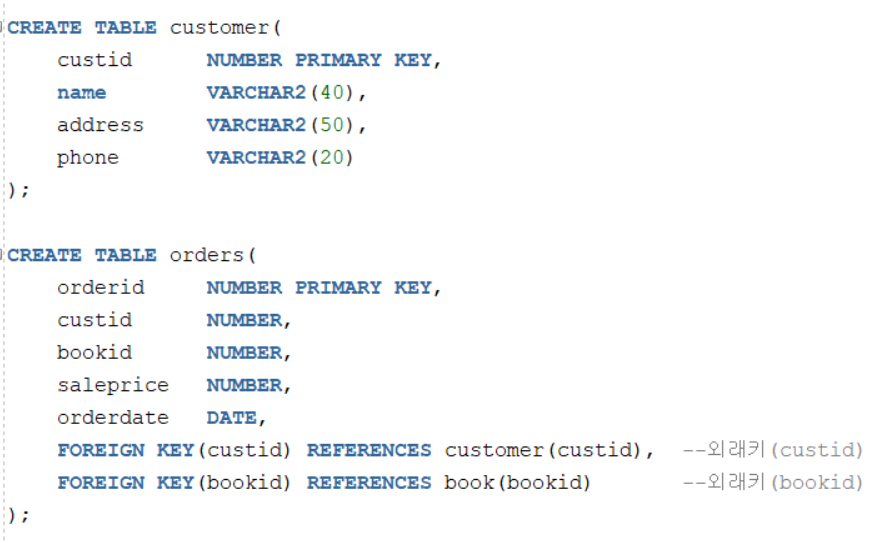 CREATE TABLE customer(
    custid      NUMBER PRIMARY KEY,
    name        VARCHAR2(40),
    address     VARCHAR2(50),
    phone       VARCHAR2(20)
);

CREATE TABLE orders(
    orderid     NUMBER PRIMARY KEY,
    custid      NUMBER,
    bookid      NUMBER,
    saleprice   NUMBER,
    orderdate   DATE,
    FOREIGN KEY(custid) REFERENCES customer(custid),  --외래키(custid)
    FOREIGN KEY(bookid) REFERENCES book(bookid)       --외래키(bookid)
);